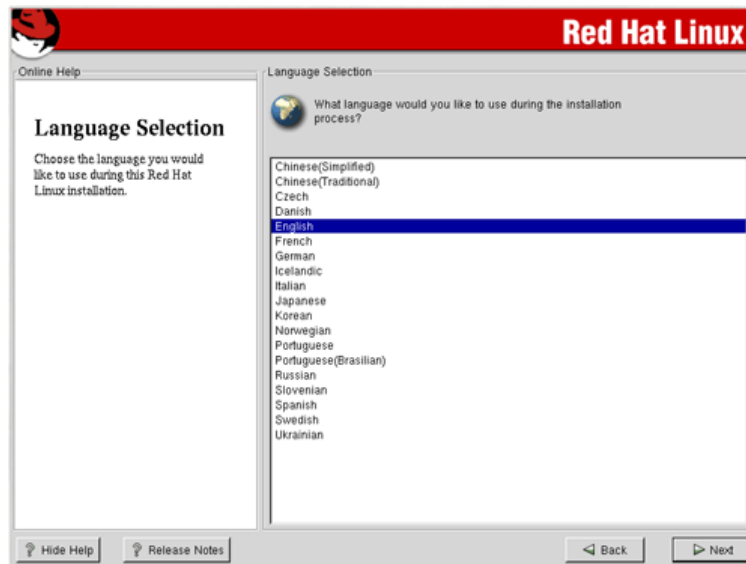 Red Hat Linux
Online Help
Language Selection
Choose the language you would
like to use during this Red Hat
Linux installation.
Language Selection
What language would you like to use during the installation
process?
Chinese(Simplified)
Chinese(Traditional)
Czech
Danish
English
French
German
Icelandic
Italian
Japanese
Korean
Norwegian
Portuguese
Portuguese(Brasilian)
Russian
Slovenian
Spanish
Swedish
Ukrainian
? Hide Help
? Release Notes
Back
Next